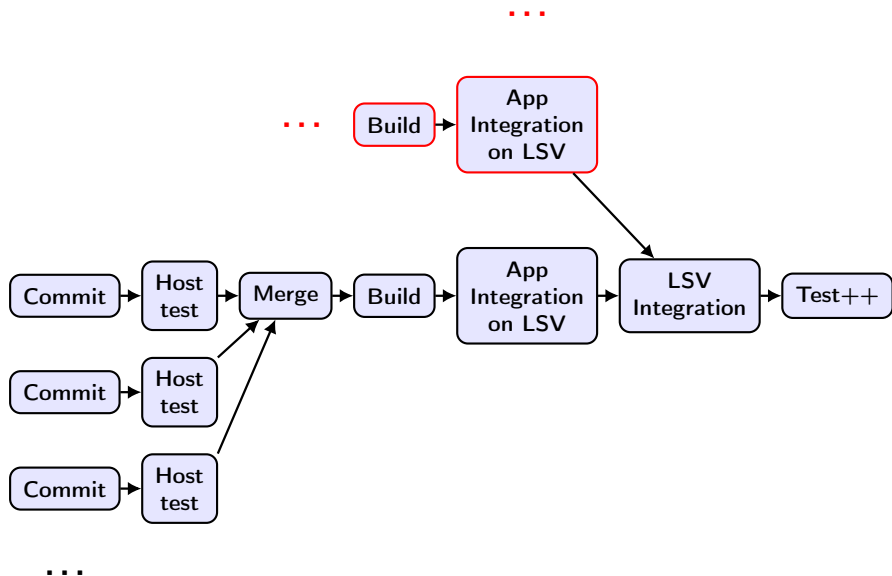 ...
... Build
App
Integration
on LSV
Commit
Host
test
Merge
Build
App
Integration
on LSV
LSV
Integration
Test++
Commit
Host
test
Commit
Host
test
...